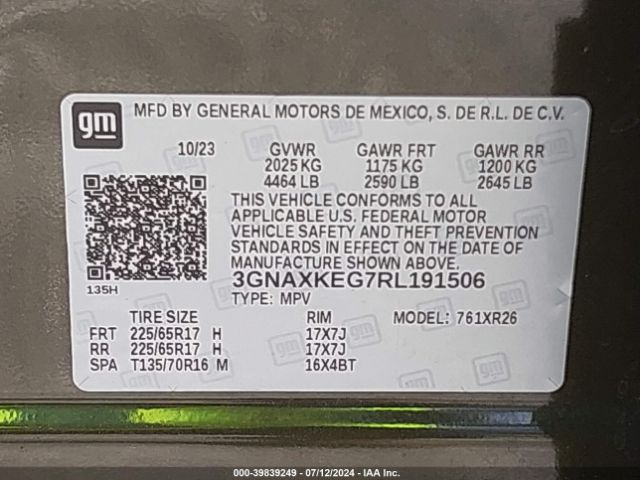 gm
MFD BY GENERAL MOTORS DE MEXICO, S. DE R.L. DE C.V.
10/23 GVWR GAWR FRT GAWR RR
2025 KG 1175 KG 1200 KG
4464 LB 2590 LB 2645 LB
THIS VEHICLE CONFORMS TO ALL
APPLICABLE U.S. FEDERAL MOTOR
VEHICLE SAFETY AND THEFT PREVENTION
STANDARDS IN EFFECT ON THE DATE OF
MANUFACTURE SHOWN ABOVE.
3GNAXKEG7RL191506
135H
TYPE: MPV
TIRE SIZE RIM MODEL: 761XR26
FRT 225/65R17 H 17X7J
RR 225/65R17 H 17X7J
SPA T135/70R16 M 16X4BT
000-39839249 - 07/12/2024 - IAA Inc.